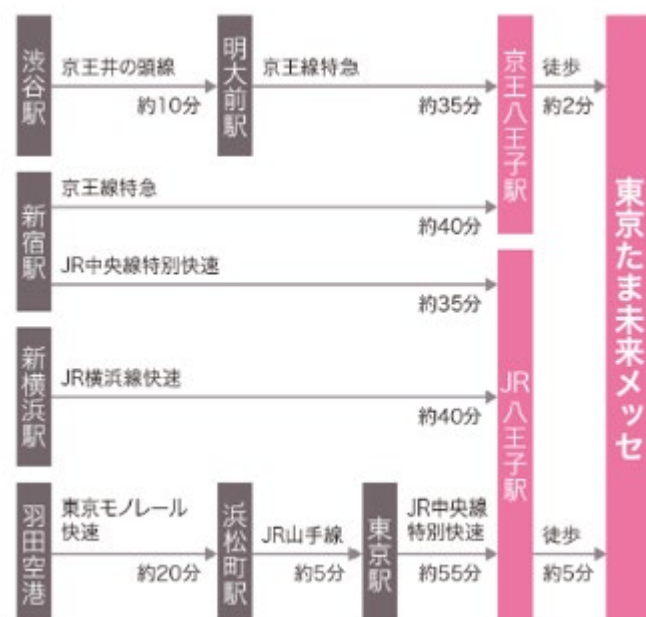 渋谷駅
京王井の頭線
約10分
明大前駅
京王線特急
約35分
京王八王子駅
徒歩
約2分
東京たま未来メッセ
新宿駅
京王線特急
約40分
JR中央線特別快速
約35分
新横浜駅
JR横浜線快速
約40分
JR八王子駅
羽田空港
東京モノレール
快速
約20分
浜松町駅
JR山手線
約5分
東京駅
JR中央線
特別快速
約55分
徒歩
約5分